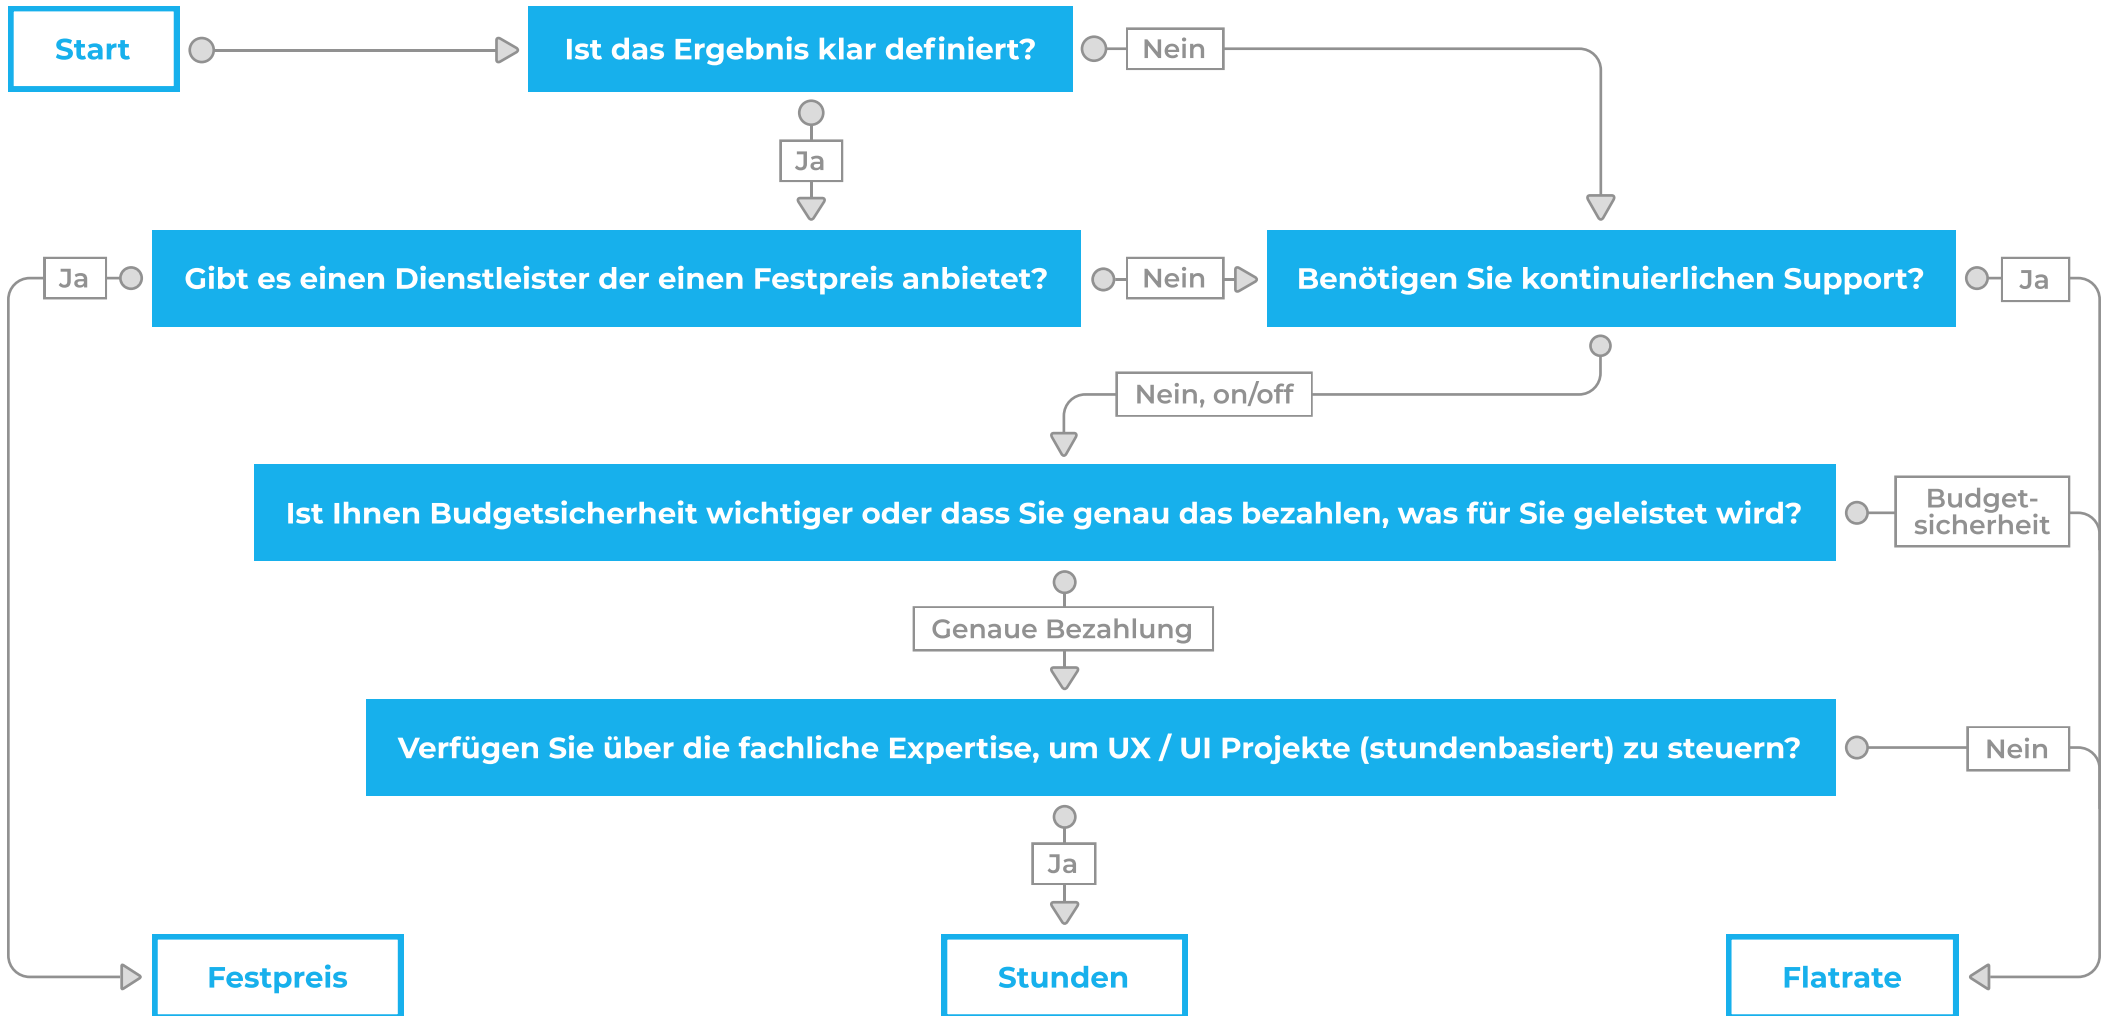 Start
Ist das Ergebnis klar definiert?
Nein
Ja
Ja
Gibt es einen Dienstleister der einen Festpreis anbietet?
Nein
Benötigen Sie kontinuierlichen Support?
Ja
Nein, on/off
Ist Ihnen Budgetsicherheit wichtiger oder dass Sie genau das bezahlen, was für Sie geleistet wird?
Budget-
sicherheit
Genaue Bezahlung
Verfügen Sie über die fachliche Expertise, um UX / UI Projekte (stundenbasiert) zu steuern?
Nein
Ja
Festpreis
Stunden
Flatrate